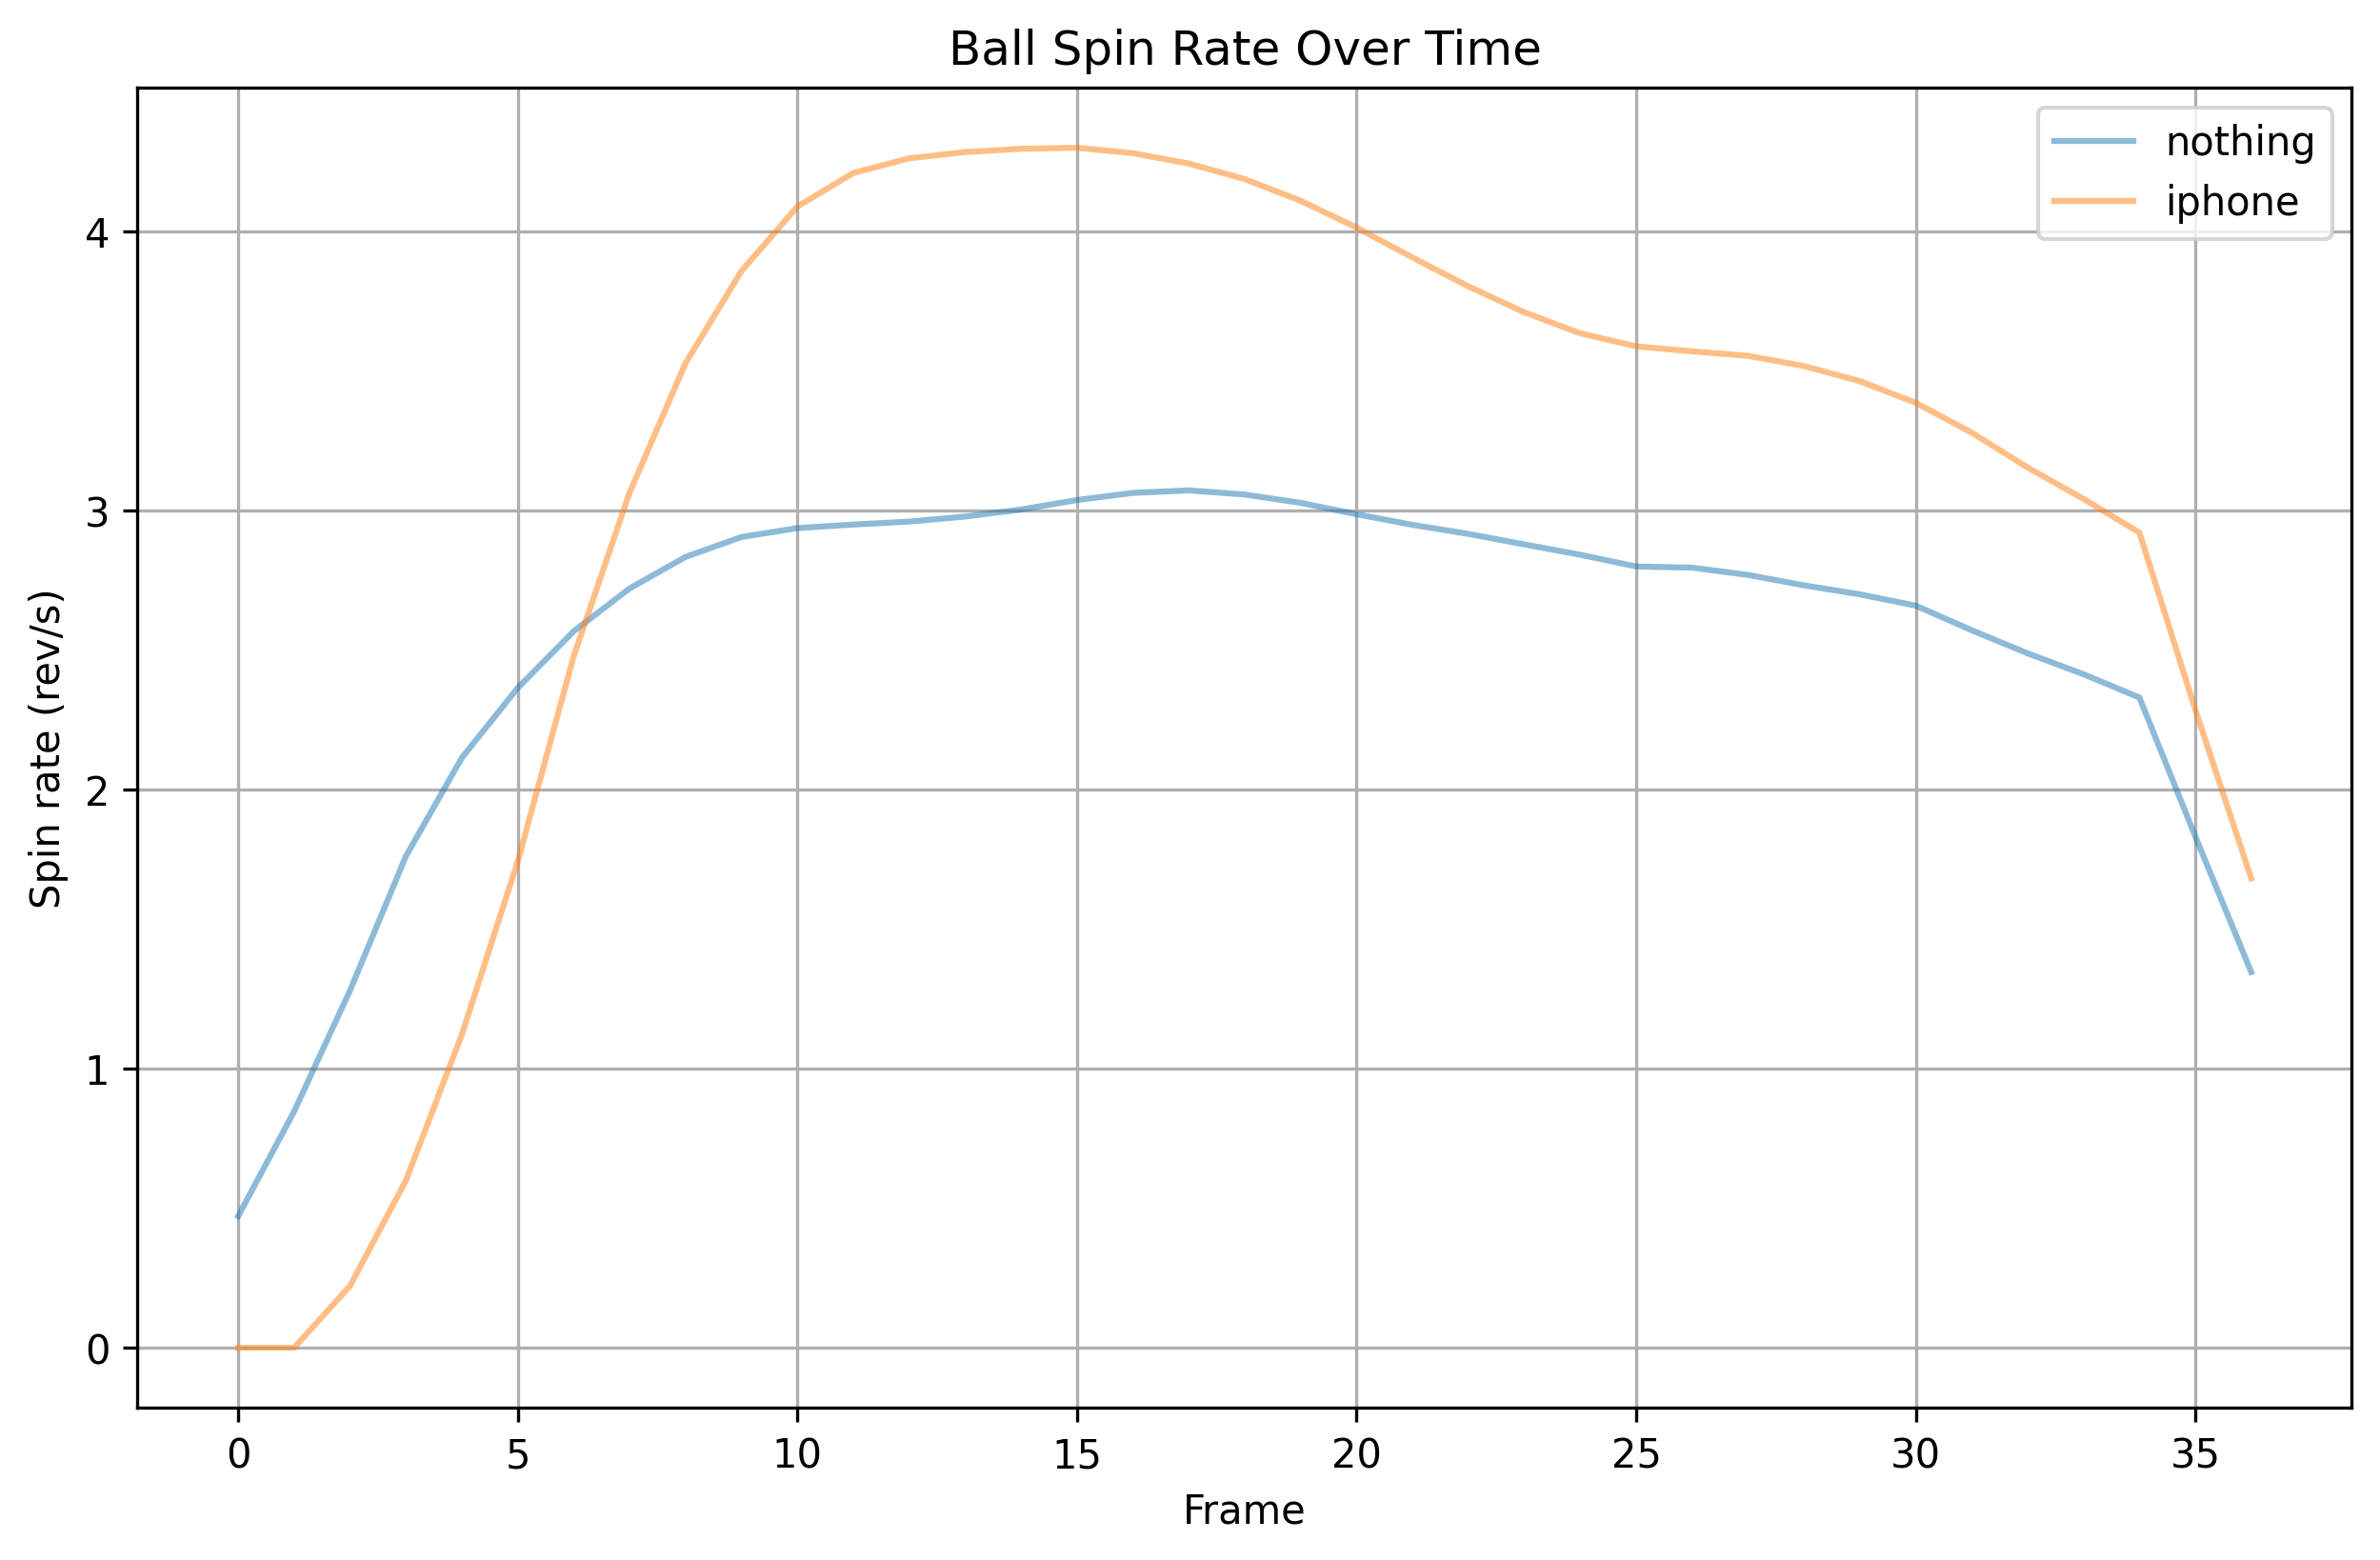 Ball Spin Rate Over Time
nothing
iphone
Spin rate (rev/s)
4
3
2
1
0
0 5 10 15 20 25 30 35
Frame